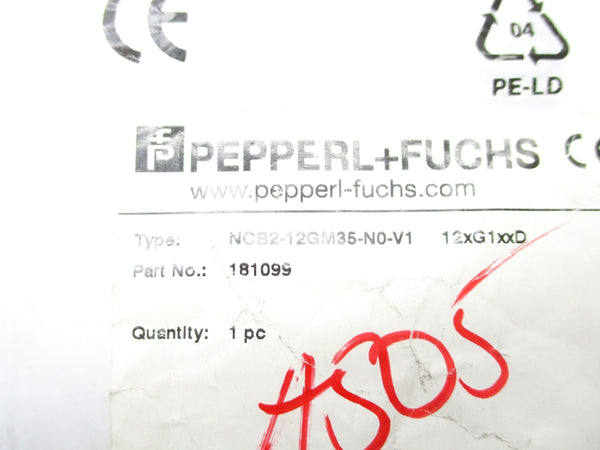 CE
04
PE-LD
PEPPERL+FUCHS CE
www.pepperl-fuchs.com
Type: NCB2-12GM35-N0-V1 12xG1xxD
Part No.: 181099
Quantity: 1 pc